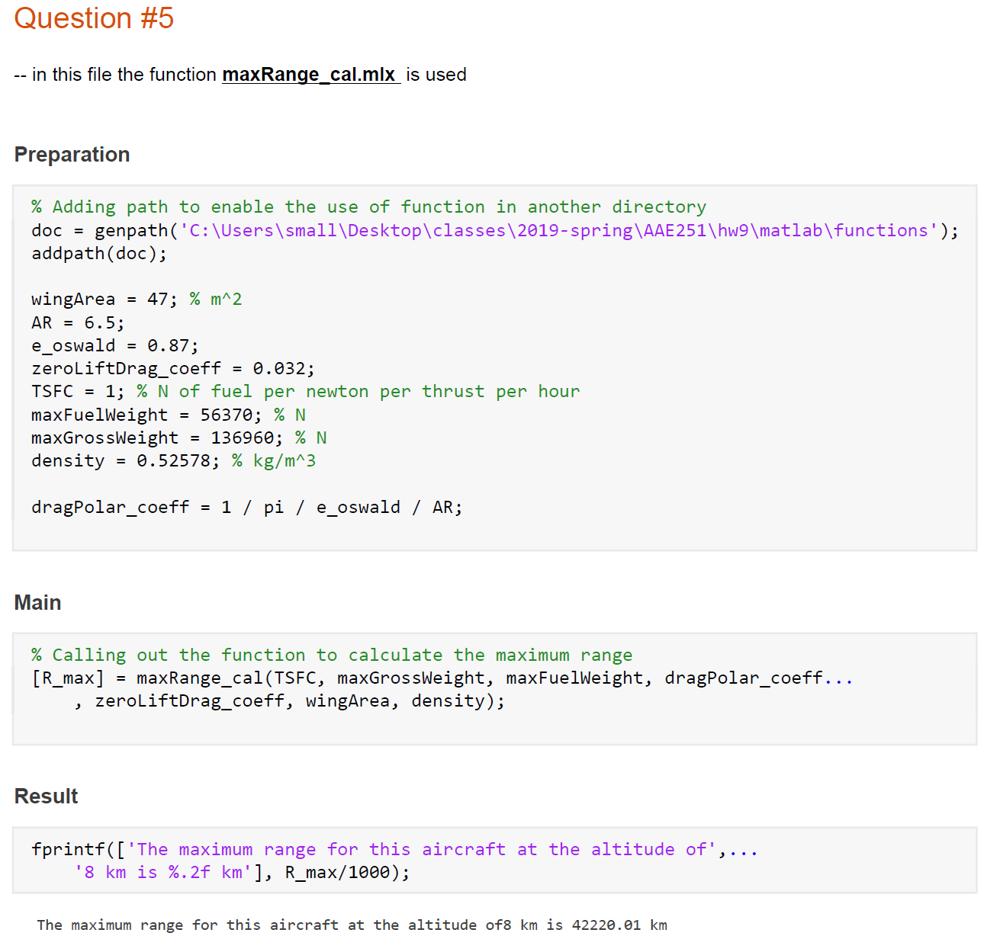 Question #5
-- in this file the function maxRange_cal.mlx is used
Preparation
% Adding path to enable the use of function in another directory
doc = genpath('C:\Users\small\Desktop\classes\2019-spring\AAE251\hw9\matlab\functions');
addpath(doc);
wingArea = 47; % m^2
AR = 6.5;
e_oswald = 0.87;
zeroLiftDrag_coeff = 0.032;
TSFC = 1; % N of fuel per newton per thrust per hour
maxFuelWeight = 56370; % N
maxGrossWeight = 136960; % N
density = 0.52578; % kg/m^3
dragPolar_coeff = 1 / pi / e_oswald / AR;
Main
% Calling out the function to calculate the maximum range
[R_max] = maxRange_cal(TSFC, maxGrossWeight, maxFuelWeight, dragPolar_coeff...
    , zeroLiftDrag_coeff, wingArea, density);
Result
fprintf(['The maximum range for this aircraft at the altitude of',...
    '8 km is %.2f km'], R_max/1000);
The maximum range for this aircraft at the altitude of8 km is 42220.01 km